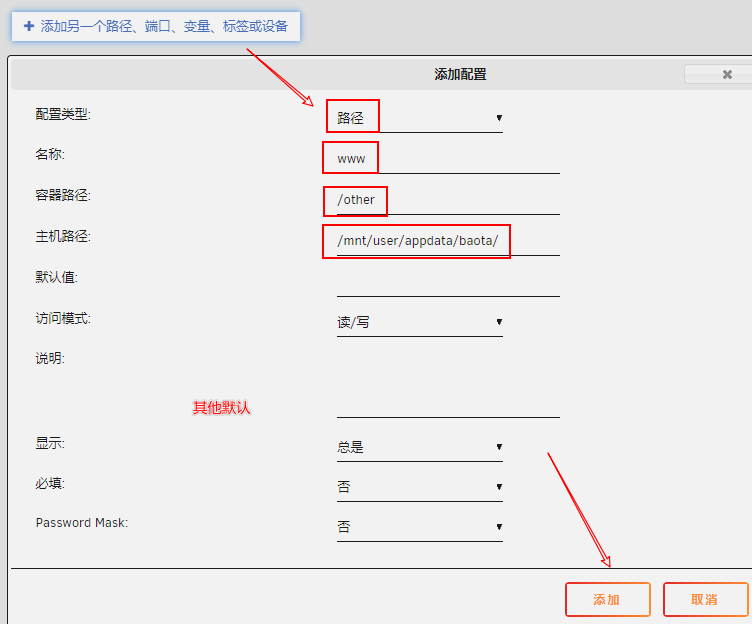 + 添加另一个路径、端口、变量、标签或设备
添加配置
配置类型: 路径
名称: www
容器路径: /other
主机路径: /mnt/user/appdata/baota/
默认值:
访问模式: 读/写
说明:
其他默认
显示: 总是
必填: 否
Password Mask: 否
添加 取消